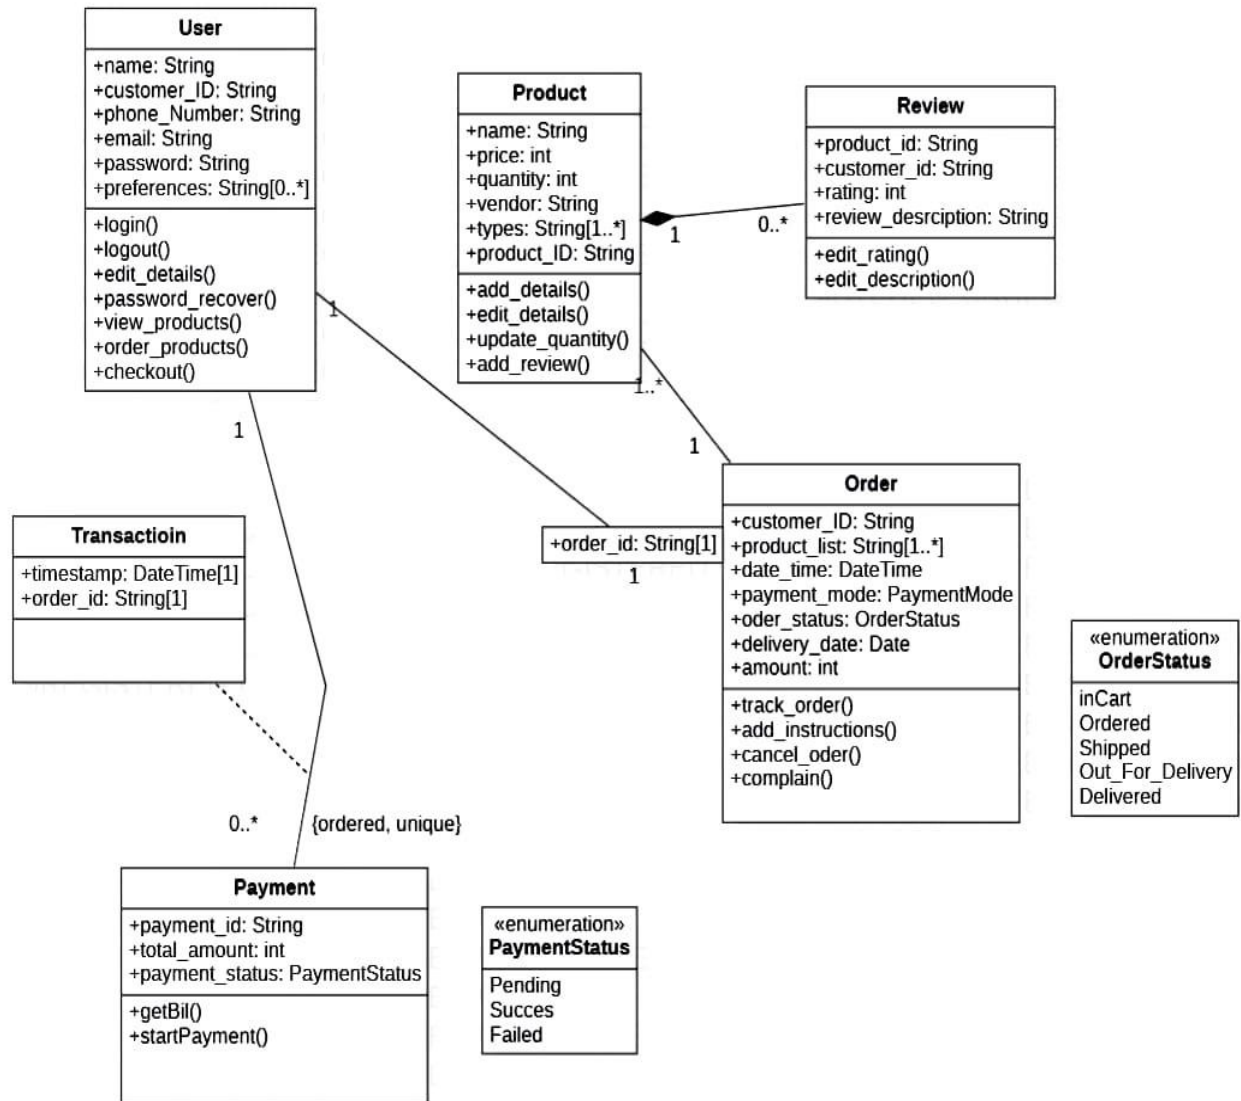 User
+name: String
+customer_ID: String
+phone_Number: String
+email: String
+password: String
+preferences: String[0..*]
+login()
+logout()
+edit_details()
+password_recover()
+view_products()
+order_products()
+checkout()
Product
+name: String
+price: int
+quantity: int
+vendor: String
+types: String[1..*]
+product_ID: String
+add_details()
+edit_details()
+update_quantity()
+add_review()
1
0..*
Review
+product_id: String
+customer_id: String
+rating: int
+review_desrciption: String
+edit_rating()
+edit_description()
1
1..*
1
1
Transactioin
+timestamp: DateTime[1]
+order_id: String[1]
+order_id: String[1]
1
Order
+customer_ID: String
+product_list: String[1..*]
+date_time: DateTime
+payment_mode: PaymentMode
+oder_status: OrderStatus
+delivery_date: Date
+amount: int
+track_order()
+add_instructions()
+cancel_oder()
+complain()
«enumeration»
OrderStatus
inCart
Ordered
Shipped
Out_For_Delivery
Delivered
0..*
{ordered, unique}
Payment
+payment_id: String
+total_amount: int
+payment_status: PaymentStatus
+getBil()
+startPayment()
«enumeration»
PaymentStatus
Pending
Succes
Failed